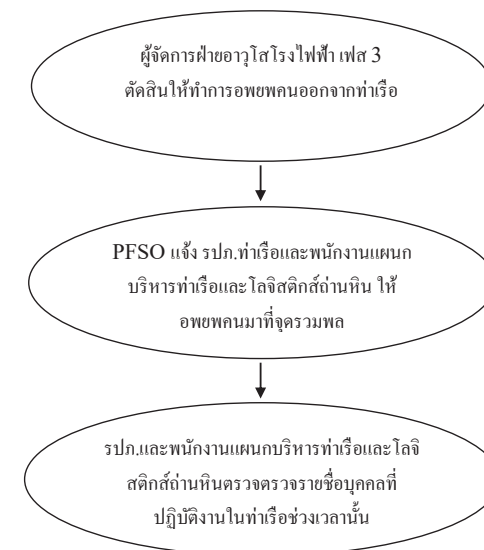 ผู้จัดการฝ่ายอาวุโสโรงไฟฟ้า เฟส 3
ตัดสินให้ทำการอพยพคนออกจากท่าเรือ
PFSO แจ้ง รปภ.ท่าเรือและพนักงานแผนก
บริหารท่าเรือและโลจิสติกส์ถ่านหิน ให้
อพยพคนมาที่จุดรวมพล
รปภ.และพนักงานแผนกบริหารท่าเรือและโลจิ
สติกส์ถ่านหินตรวจตรวจรายชื่อบุคคลที่
ปฏิบัติงานในท่าเรือช่วงเวลานั้น